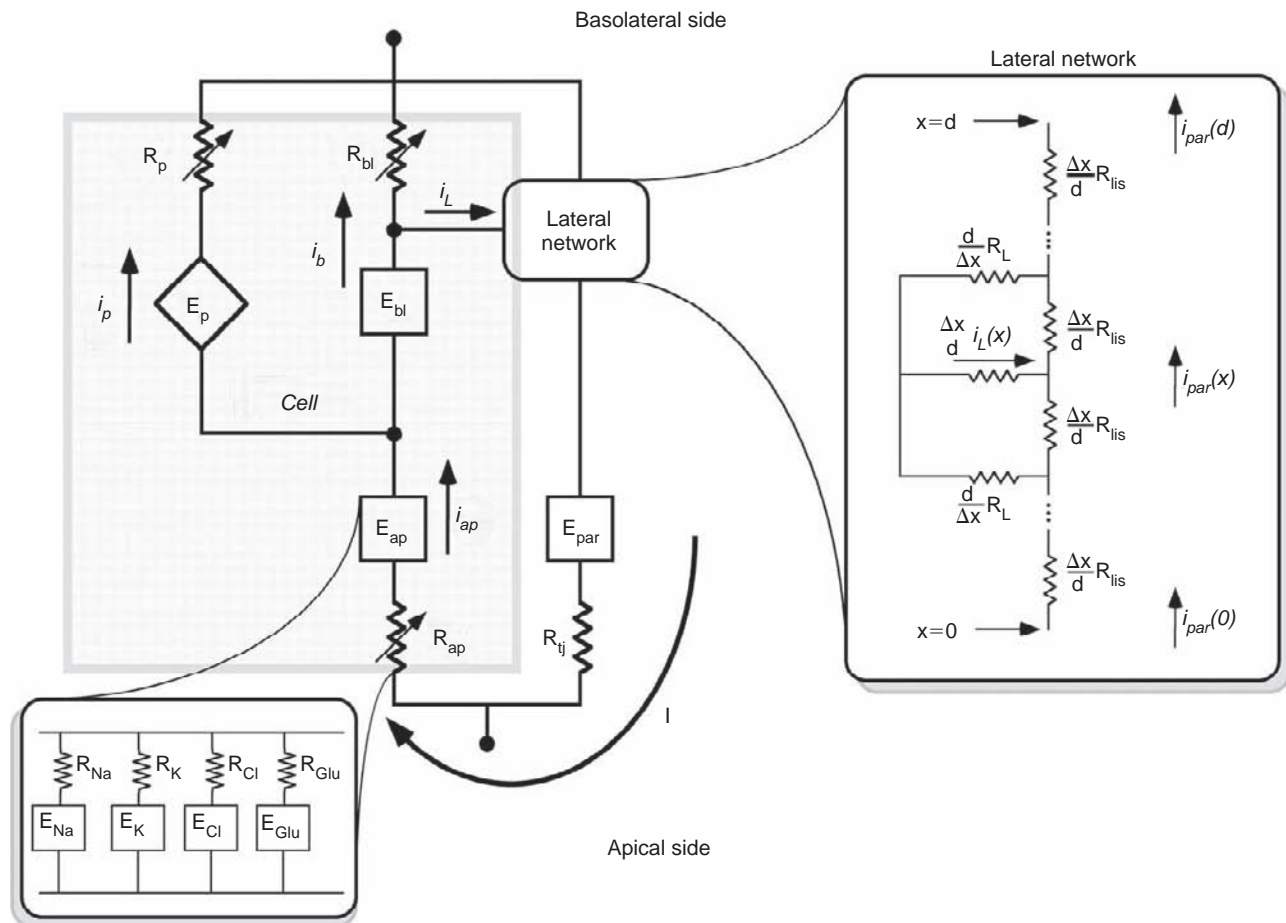 Basolateral side
R_p
R_bl
i_L
Lateral
network
i_b
i_p
E_p
E_bl
Cell
E_ap
i_ap
E_par
R_ap
R_tj
I
Apical side
R_Na
R_K
R_Cl
R_Glu
E_Na
E_K
E_Cl
E_Glu
Lateral network
x=d
i_par(d)
Δx/d R_lis
d/Δx R_L
Δx/d i_L(x)
Δx/d R_lis
i_par(x)
Δx/d R_lis
d/Δx R_L
Δx/d R_lis
x=0
i_par(0)